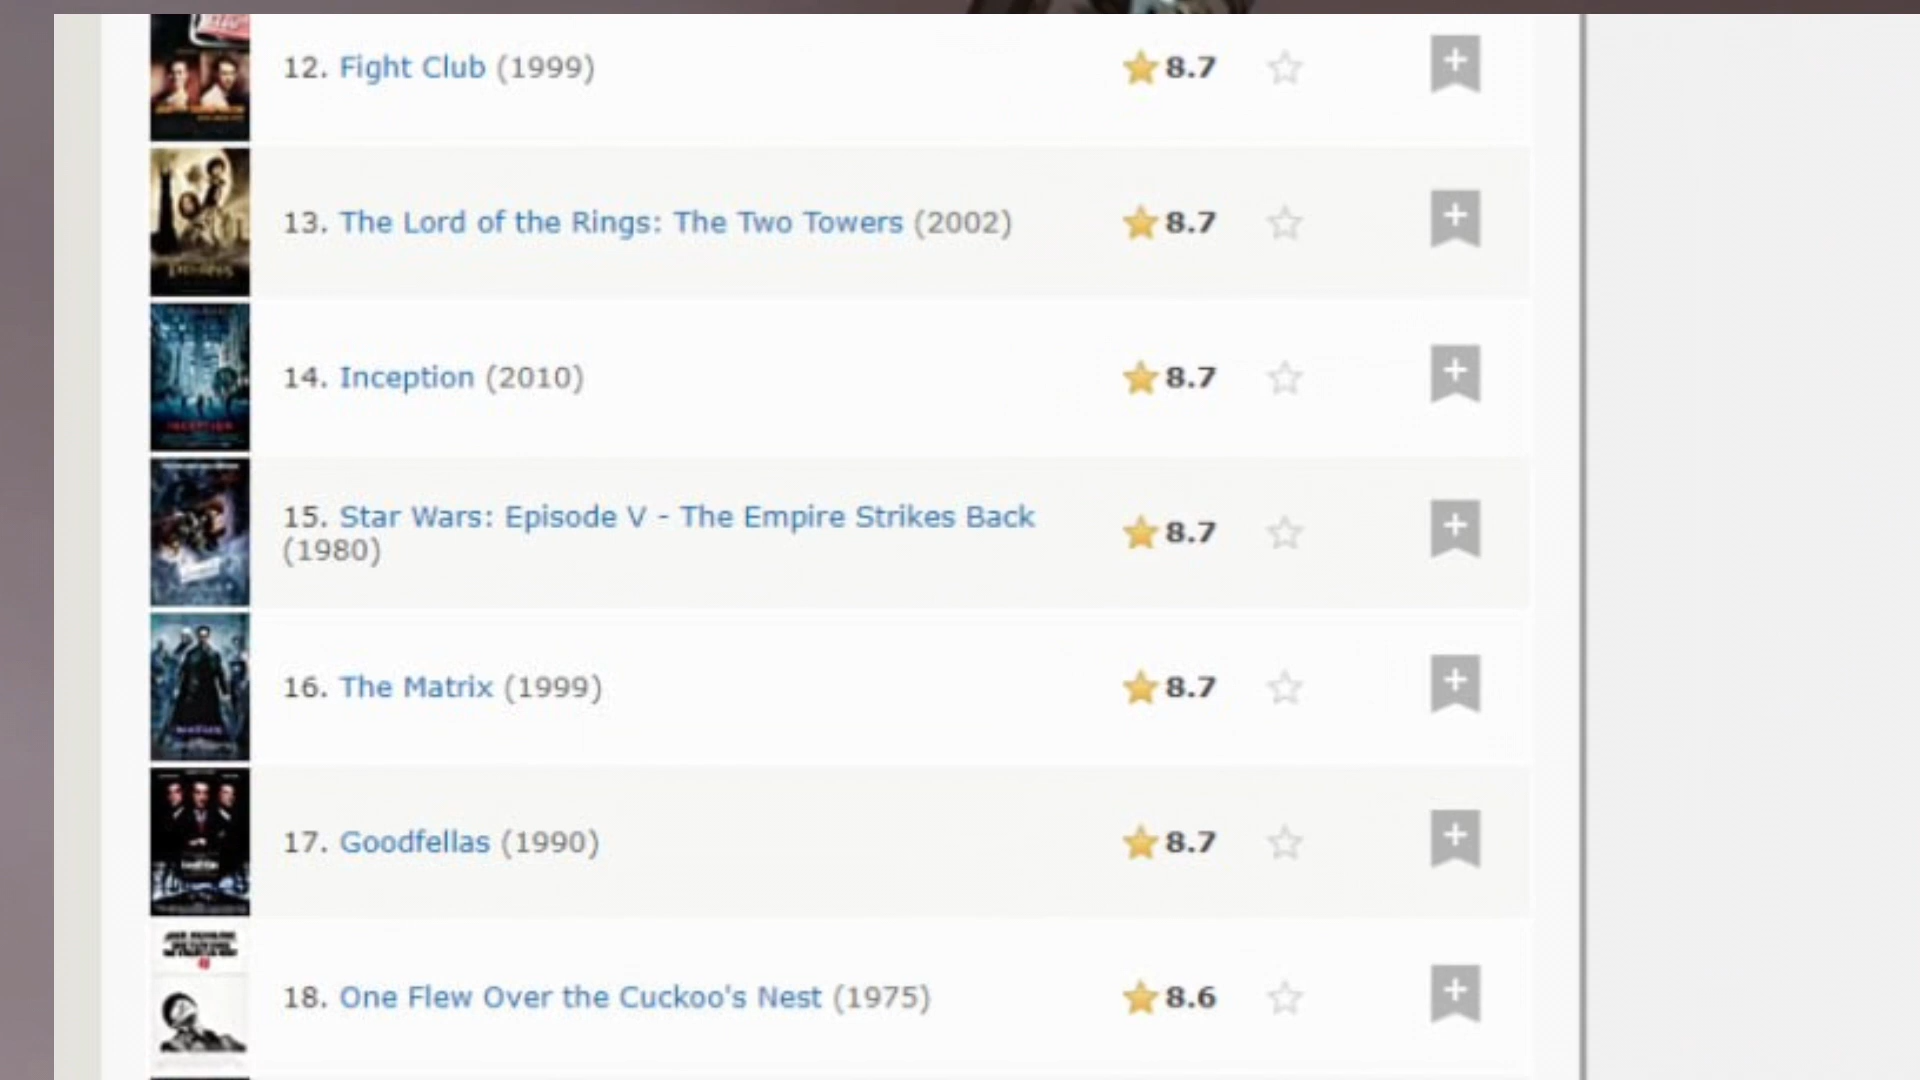 12. Fight Club (1999) 8.7
13. The Lord of the Rings: The Two Towers (2002) 8.7
14. Inception (2010) 8.7
INCEPTION
15. Star Wars: Episode V - The Empire Strikes Back
(1980) 8.7
16. The Matrix (1999) 8.7
17. Goodfellas (1990) 8.7
18. One Flew Over the Cuckoo's Nest (1975) 8.6